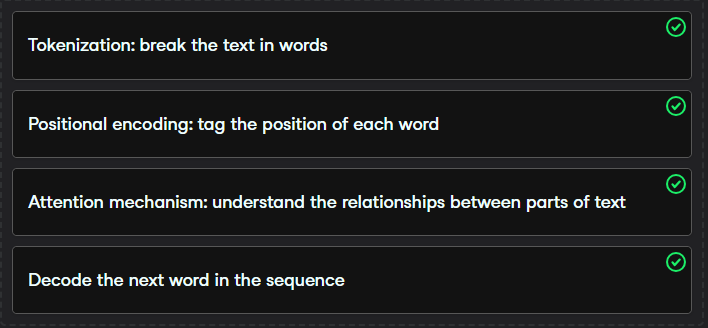 Tokenization: break the text in words
Positional encoding: tag the position of each word
Attention mechanism: understand the relationships between parts of text
Decode the next word in the sequence